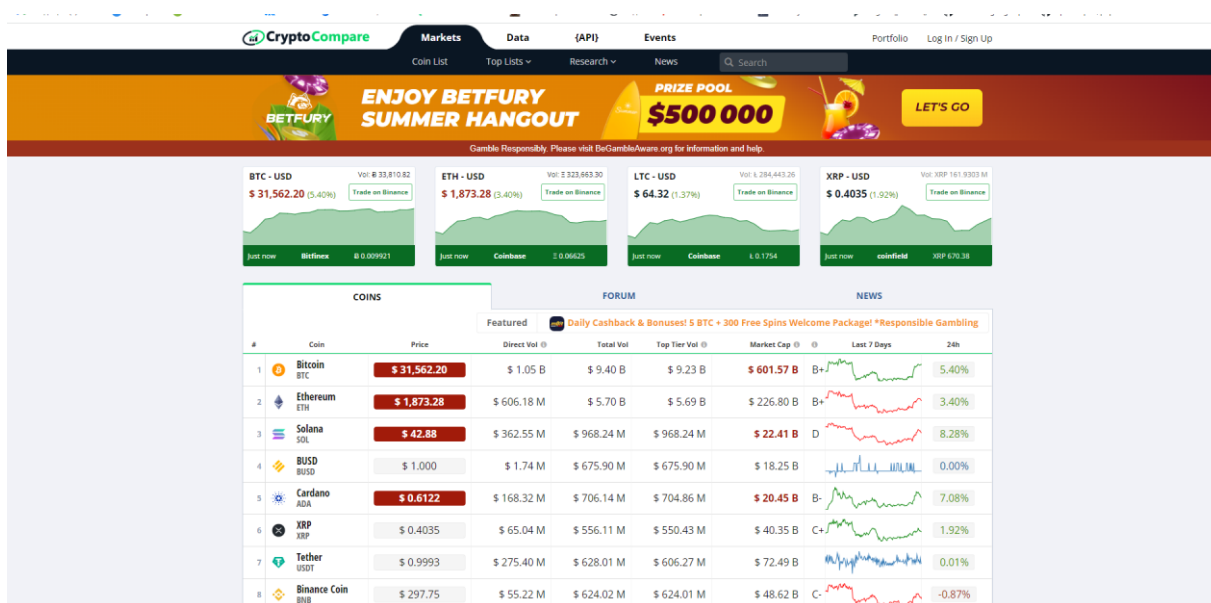 CryptoCompare Markets Data {API} Events Portfolio Log In / Sign Up
Coin List Top Lists Research News Search
BETFURY
ENJOY BETFURY
SUMMER HANGOUT
PRIZE POOL
$500 000
LET'S GO
Gamble Responsibly. Please visit BeGambleAware.org for information and help.
BTC - USD Vol: Ƀ 33,810.82
$ 31,562.20 (5.40%) Trade on Binance
Just now Bitfinex Ƀ 0.009921
ETH - USD Vol: Ξ 323,663.30
$ 1,873.28 (3.40%) Trade on Binance
Just now Coinbase Ξ 0.06625
LTC - USD Vol: Ł 284,443.26
$ 64.32 (1.37%) Trade on Binance
Just now Coinbase Ł 0.1754
XRP - USD Vol: XRP 161.9303 M
$ 0.4035 (1.92%) Trade on Binance
Just now coinfield XRP 670.38
COINS FORUM NEWS
Featured Daily Cashback & Bonuses! 5 BTC + 300 Free Spins Welcome Package! *Responsible Gambling
# Coin Price Direct Vol Total Vol Top Tier Vol Market Cap Last 7 Days 24h
1 Bitcoin $ 31,562.20 $ 1.05 B $ 9.40 B $ 9.23 B $ 601.57 B B+ 5.40%
BTC
2 Ethereum $ 1,873.28 $ 606.18 M $ 5.70 B $ 5.69 B $ 226.80 B B+ 3.40%
ETH
3 Solana $ 42.88 $ 362.55 M $ 968.24 M $ 968.24 M $ 22.41 B D 8.28%
SOL
4 BUSD $ 1.000 $ 1.74 M $ 675.90 M $ 675.90 M $ 18.25 B 0.00%
BUSD
5 Cardano $ 0.6122 $ 168.32 M $ 706.14 M $ 704.86 M $ 20.45 B B- 7.08%
ADA
6 XRP $ 0.4035 $ 65.04 M $ 556.11 M $ 550.43 M $ 40.35 B C+ 1.92%
XRP
7 Tether $ 0.9993 $ 275.40 M $ 628.01 M $ 606.27 M $ 72.49 B 0.01%
USDT
8 Binance Coin $ 297.75 $ 55.22 M $ 624.02 M $ 624.01 M $ 48.62 B C- -0.87%
BNB